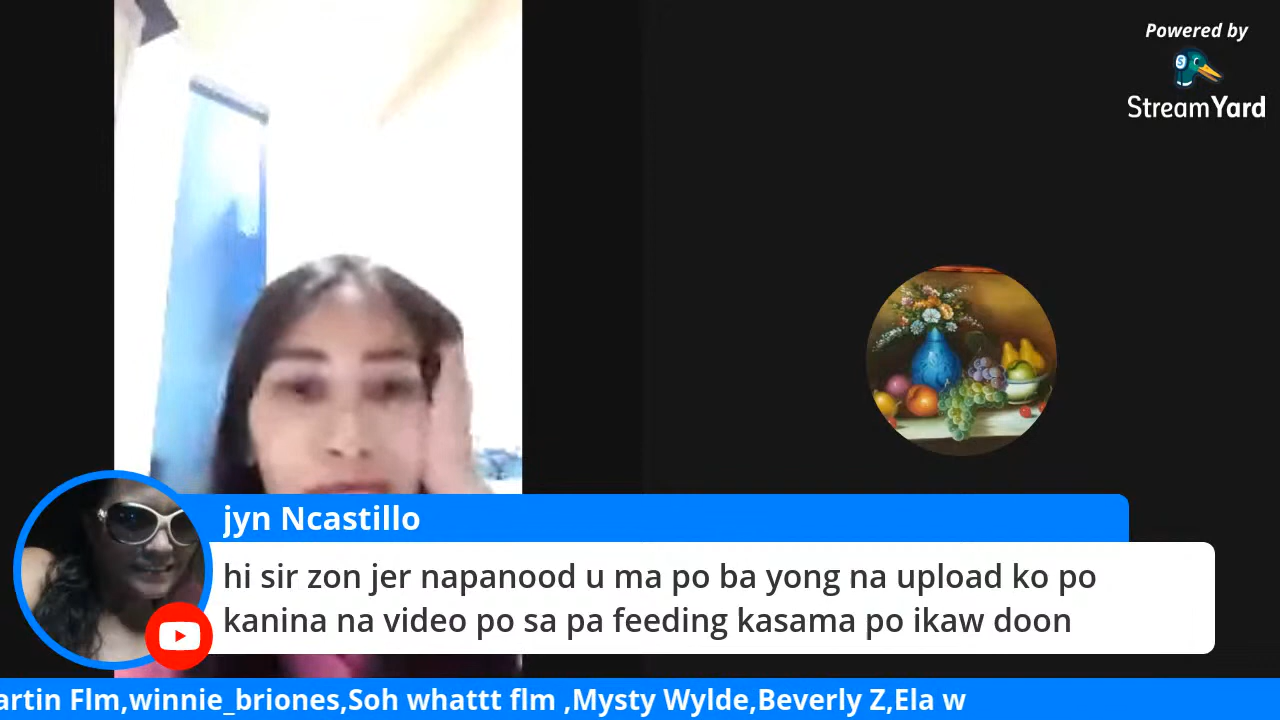 Powered by
StreamYard
jyn Ncastillo
hi sir zon jer napanood u ma po ba yong na upload ko po
kanina na video po sa pa feeding kasama po ikaw doon
artin Flm,winnie_briones,Soh whattt flm ,Mysty Wylde,Beverly Z,Ela w